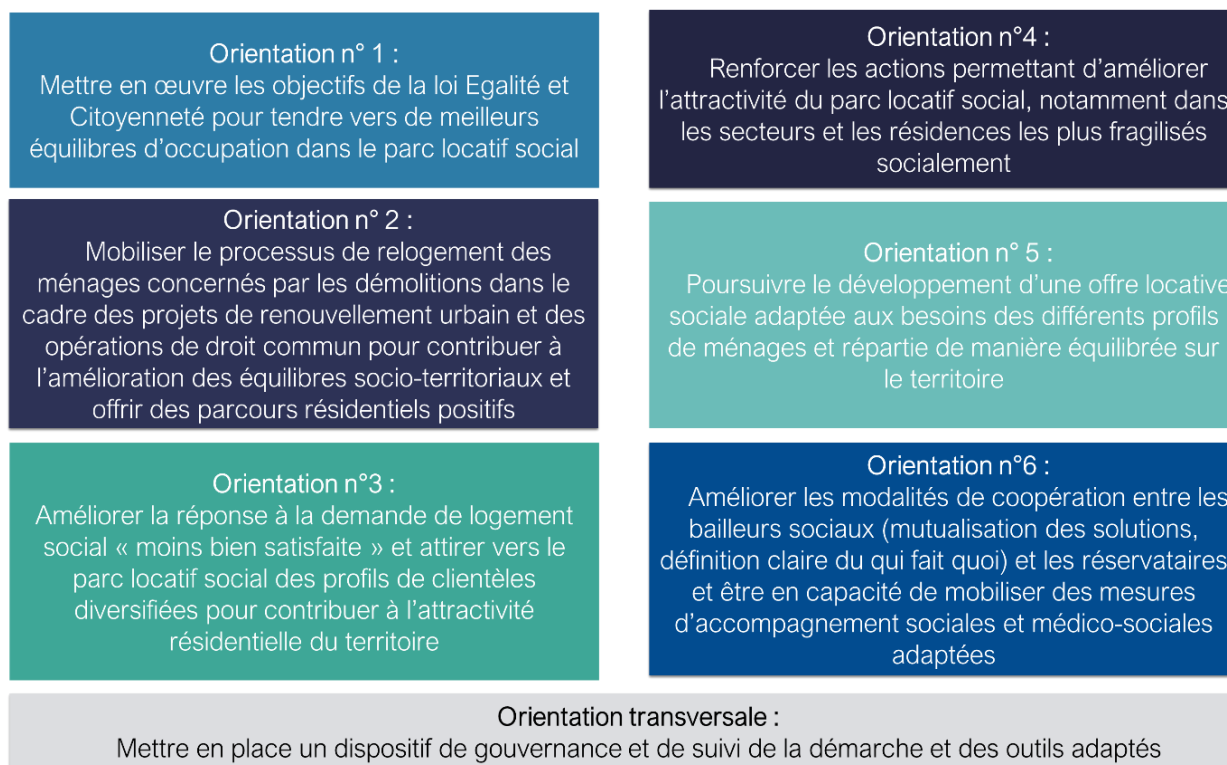 Orientation n° 1 :
Mettre en œuvre les objectifs de la loi Egalité et
Citoyenneté pour tendre vers de meilleurs
équilibres d'occupation dans le parc locatif social
Orientation n° 2 :
Mobiliser le processus de relogement des
ménages concernés par les démolitions dans le
cadre des projets de renouvellement urbain et des
opérations de droit commun pour contribuer à
l'amélioration des équilibres socio-territoriaux et
offrir des parcours résidentiels positifs
Orientation n°3 :
Améliorer la réponse à la demande de logement
social « moins bien satisfaite » et attirer vers le
parc locatif social des profils de clientèles
diversifiées pour contribuer à l'attractivité
résidentielle du territoire
Orientation n°4 :
Renforcer les actions permettant d'améliorer
l'attractivité du parc locatif social, notamment dans
les secteurs et les résidences les plus fragilisés
socialement
Orientation n° 5 :
Poursuivre le développement d'une offre locative
sociale adaptée aux besoins des différents profils
de ménages et répartie de manière équilibrée sur
le territoire
Orientation n°6 :
Améliorer les modalités de coopération entre les
bailleurs sociaux (mutualisation des solutions,
définition claire du qui fait quoi) et les réservataires
et être en capacité de mobiliser des mesures
d'accompagnement sociales et médico-sociales
adaptées
Orientation transversale :
Mettre en place un dispositif de gouvernance et de suivi de la démarche et des outils adaptés